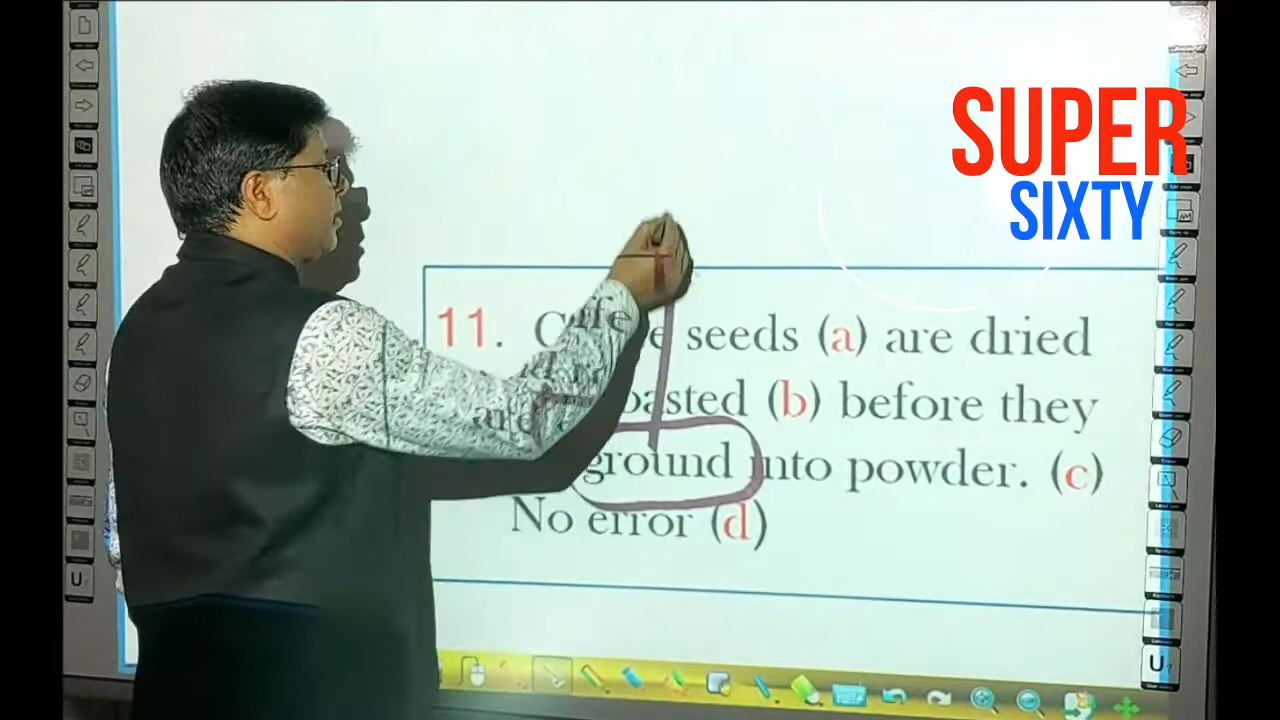 SUPER
SIXTY
11. seeds (a) are dried
(b) before they
ground into powder. (c)
No error (d)